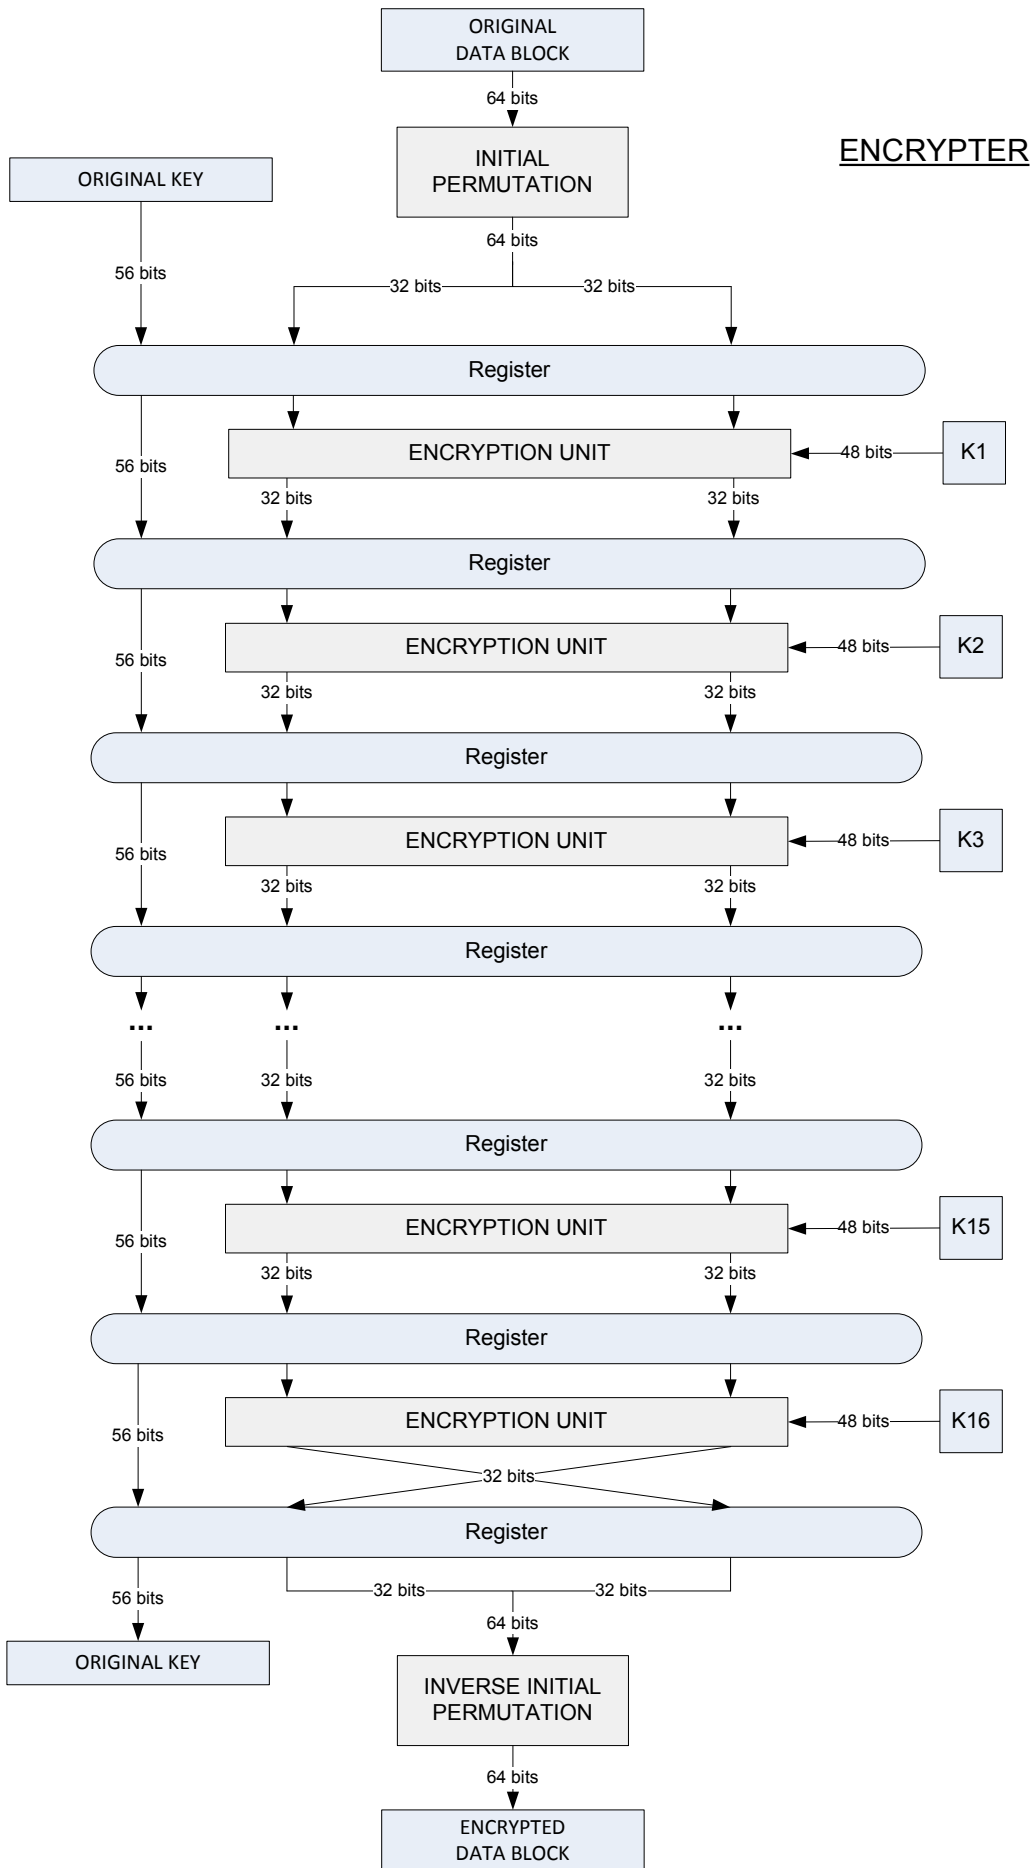 ORIGINAL
DATA BLOCK
64 bits
INITIAL
PERMUTATION
ENCRYPTER
ORIGINAL KEY
64 bits
56 bits
32 bits
32 bits
Register
ENCRYPTION UNIT
48 bits
K1
56 bits
32 bits
32 bits
Register
ENCRYPTION UNIT
48 bits
K2
56 bits
32 bits
32 bits
Register
ENCRYPTION UNIT
48 bits
K3
56 bits
32 bits
32 bits
Register
...
...
...
56 bits
32 bits
32 bits
Register
ENCRYPTION UNIT
48 bits
K15
56 bits
32 bits
32 bits
Register
ENCRYPTION UNIT
48 bits
K16
56 bits
32 bits
Register
56 bits
32 bits
32 bits
64 bits
ORIGINAL KEY
INVERSE INITIAL
PERMUTATION
64 bits
ENCRYPTED
DATA BLOCK